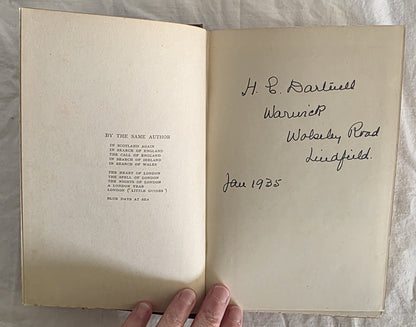 BY THE SAME AUTHOR
IN SCOTLAND AGAIN
IN SEARCH OF ENGLAND
THE CALL OF ENGLAND
IN SEARCH OF IRELAND
IN SEARCH OF WALES
THE HEART OF LONDON
THE SPELL OF LONDON
THE NIGHTS OF LONDON
A LONDON YEAR
LONDON ("LITTLE GUIDES")
BLUE DAYS AT SEA
H. E. Dartnell
Warwick
Wolseley Road
Lindfield.
Jan 1935